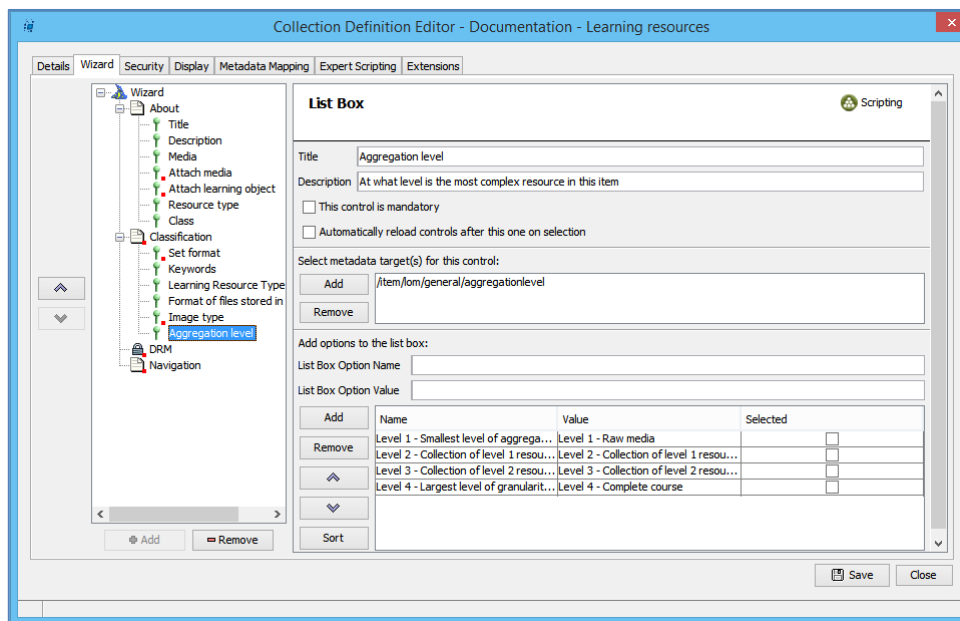 Collection Definition Editor - Documentation - Learning resources
Details Wizard Security Display Metadata Mapping Expert Scripting Extensions
Wizard
About
Title
Description
Media
Attach media
Attach learning object
Resource type
Class
Classification
Set format
Keywords
Learning Resource Type
Format of files stored in
Image type
Aggregation level
DRM
Navigation
Add Remove
List Box Scripting
Title Aggregation level
Description At what level is the most complex resource in this item
This control is mandatory
Automatically reload controls after this one on selection
Select metadata target(s) for this control:
Add /item/lom/general/aggregationlevel
Remove
Add options to the list box:
List Box Option Name
List Box Option Value
Add Name Value Selected
Level 1 - Smallest level of aggrega... Level 1 - Raw media
Remove
Level 2 - Collection of level 1 resou... Level 2 - Collection of level 1 resou...
Level 3 - Collection of level 2 resou... Level 3 - Collection of level 2 resou...
Level 4 - Largest level of granularit... Level 4 - Complete course
Sort
Save Close